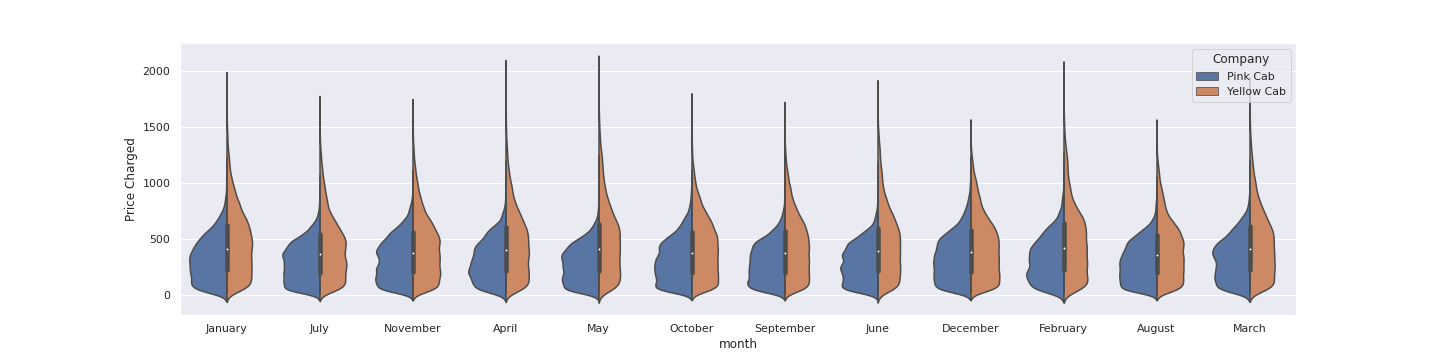 Price Charged
2000
1500
1000
500
0
Company
Pink Cab
Yellow Cab
January July November April May October September June December February August March
month